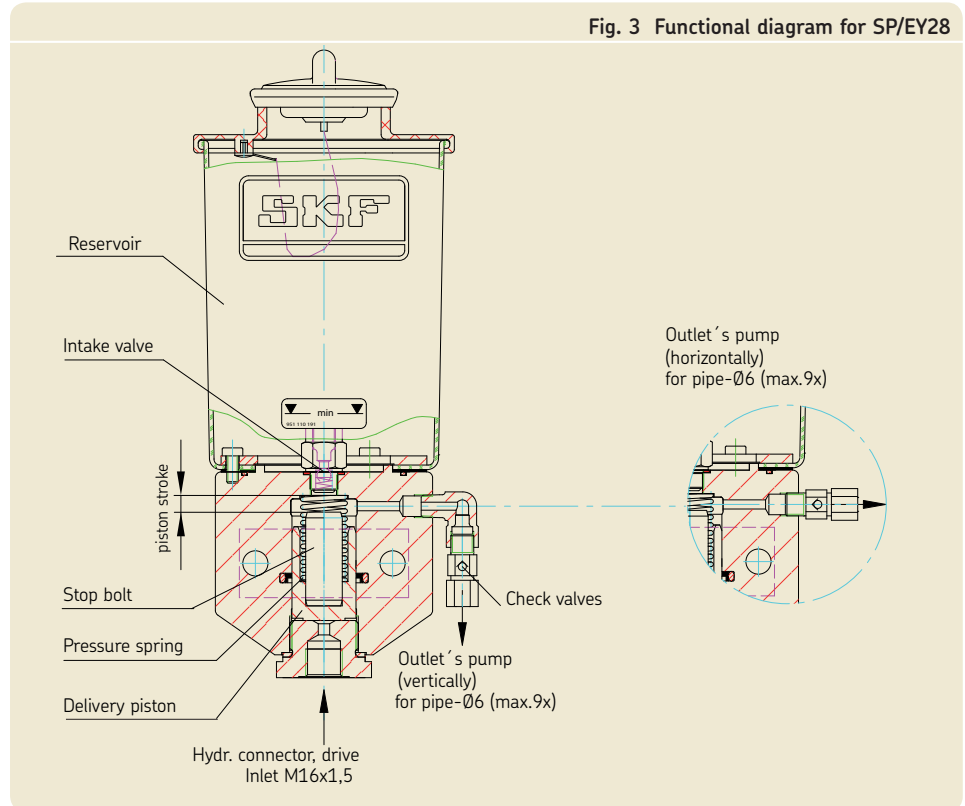 Fig. 3 Functional diagram for SP/EY28
SKF
Reservoir
Intake valve
min
951 110 191
piston stroke
Stop bolt
Pressure spring
Delivery piston
Hydr. connector, drive
Inlet M16x1,5
Check valves
Outlet´s pump
(vertically)
for pipe-Ø6 (max.9x)
Outlet´s pump
(horizontally)
for pipe-Ø6 (max.9x)